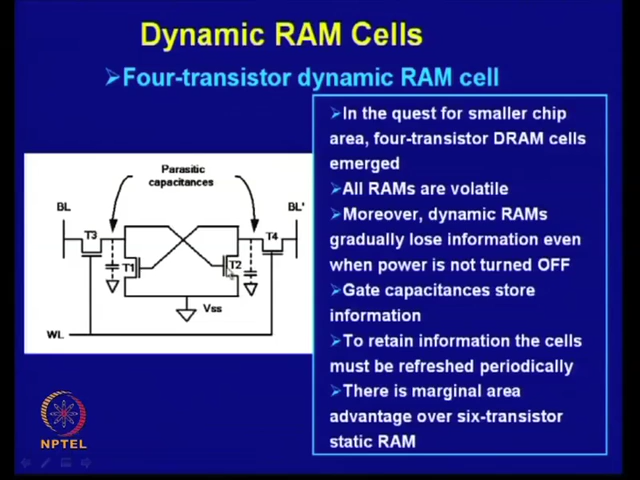 Dynamic RAM Cells
➢Four-transistor dynamic RAM cell
➢In the quest for smaller chip
area, four-transistor DRAM cells
emerged
➢All RAMs are volatile
➢Moreover, dynamic RAMs
gradually lose information even
when power is not turned OFF
➢Gate capacitances store
information
➢To retain information the cells
must be refreshed periodically
➢There is marginal area
advantage over six-transistor
static RAM
Parasitic
capacitances
BL
BL'
T3
T4
T1
T2
Vss
WL
NPTEL